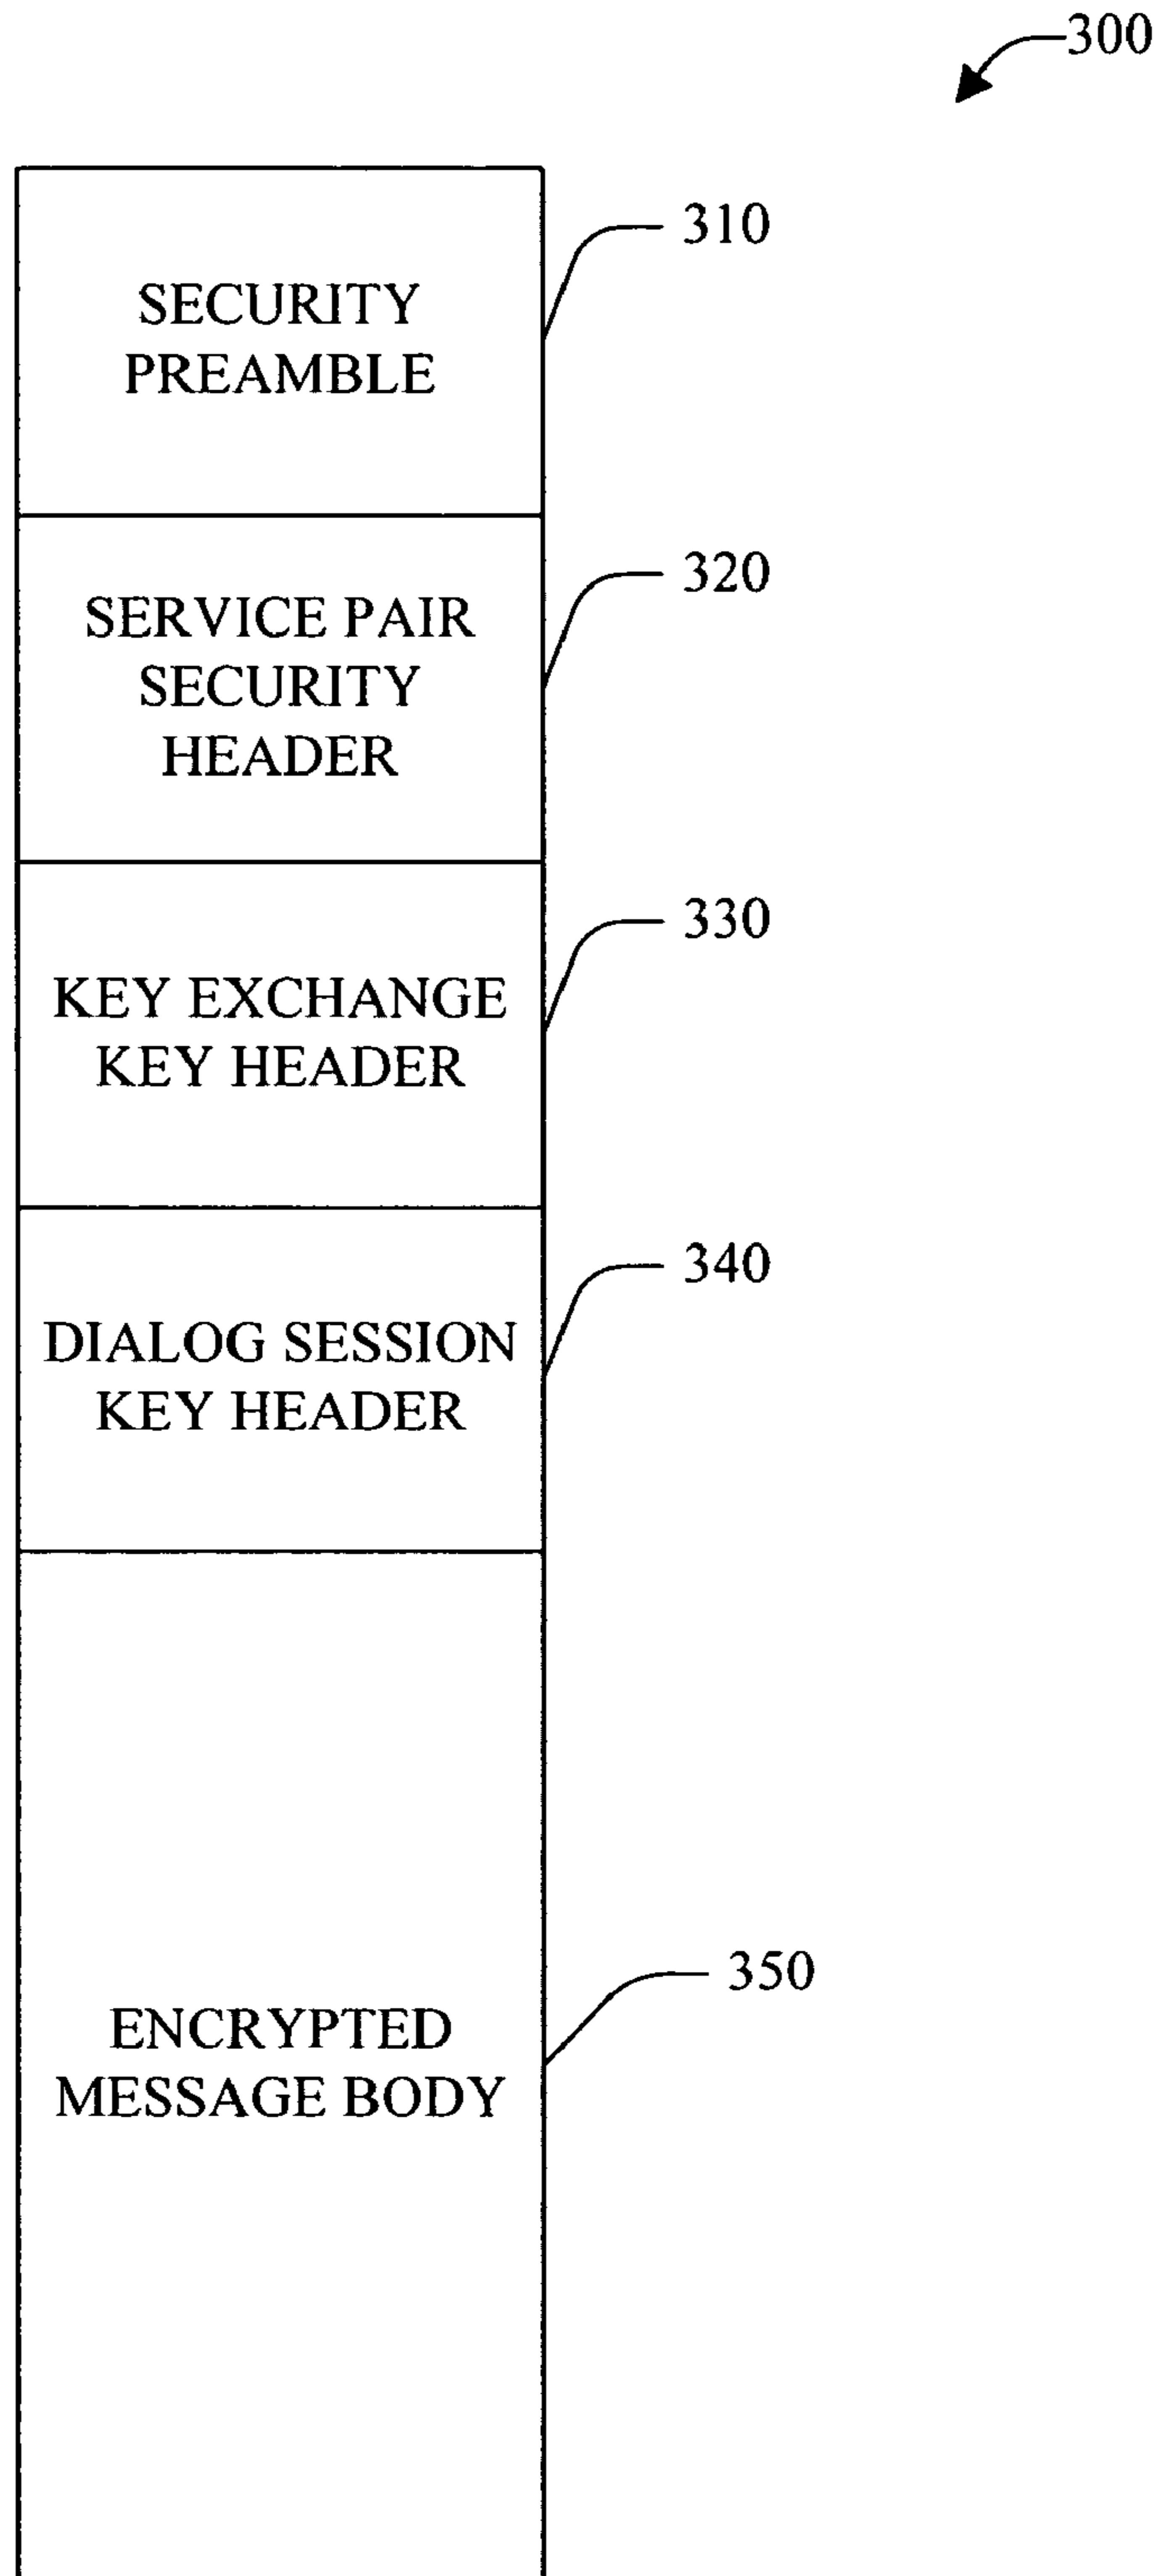 300
310
SECURITY
PREAMBLE
320
SERVICE PAIR
SECURITY
HEADER
330
KEY EXCHANGE
KEY HEADER
340
DIALOG SESSION
KEY HEADER
350
ENCRYPTED
MESSAGE BODY